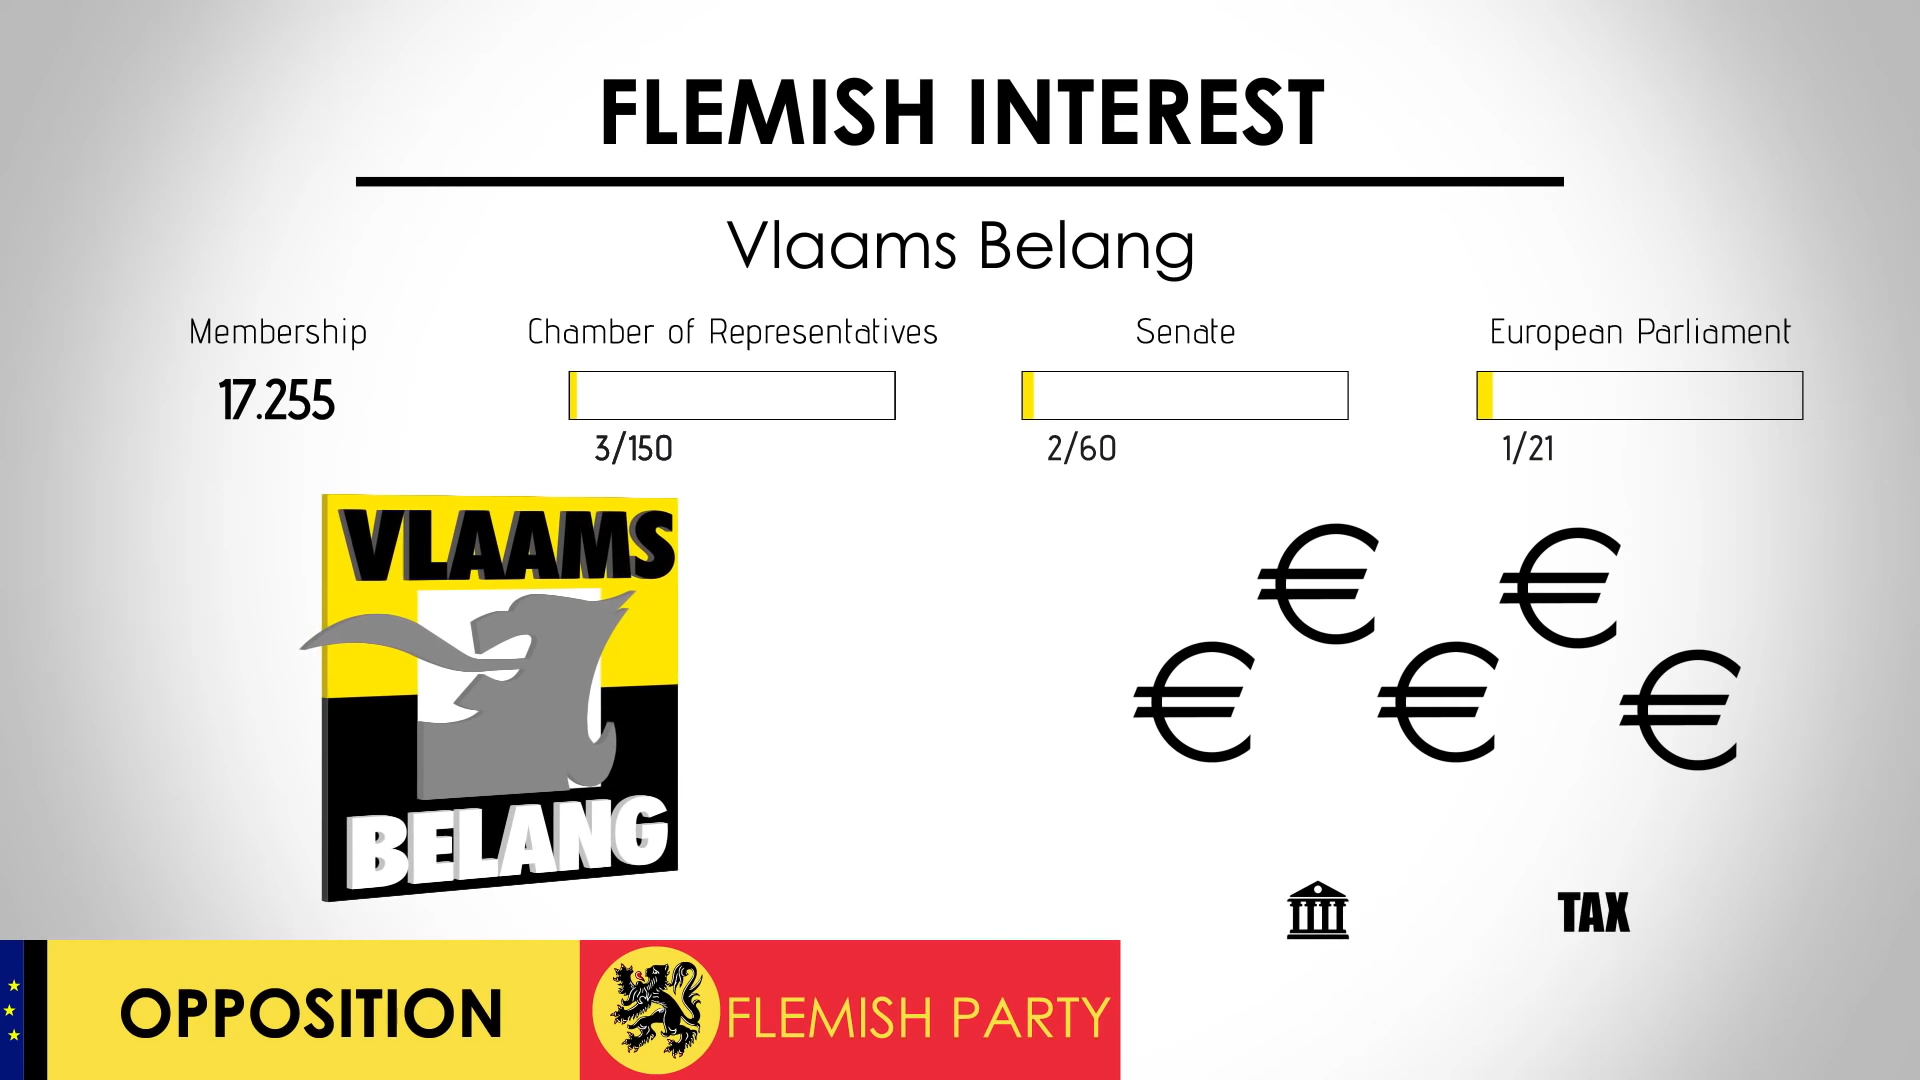 FLEMISH INTEREST
Vlaams Belang
Membership
17.255
Chamber of Representatives
3/150
Senate
2/60
European Parliament
1/21
VLAAMS
BELANG
€ €
€ € €
TAX
OPPOSITION
FLEMISH PARTY